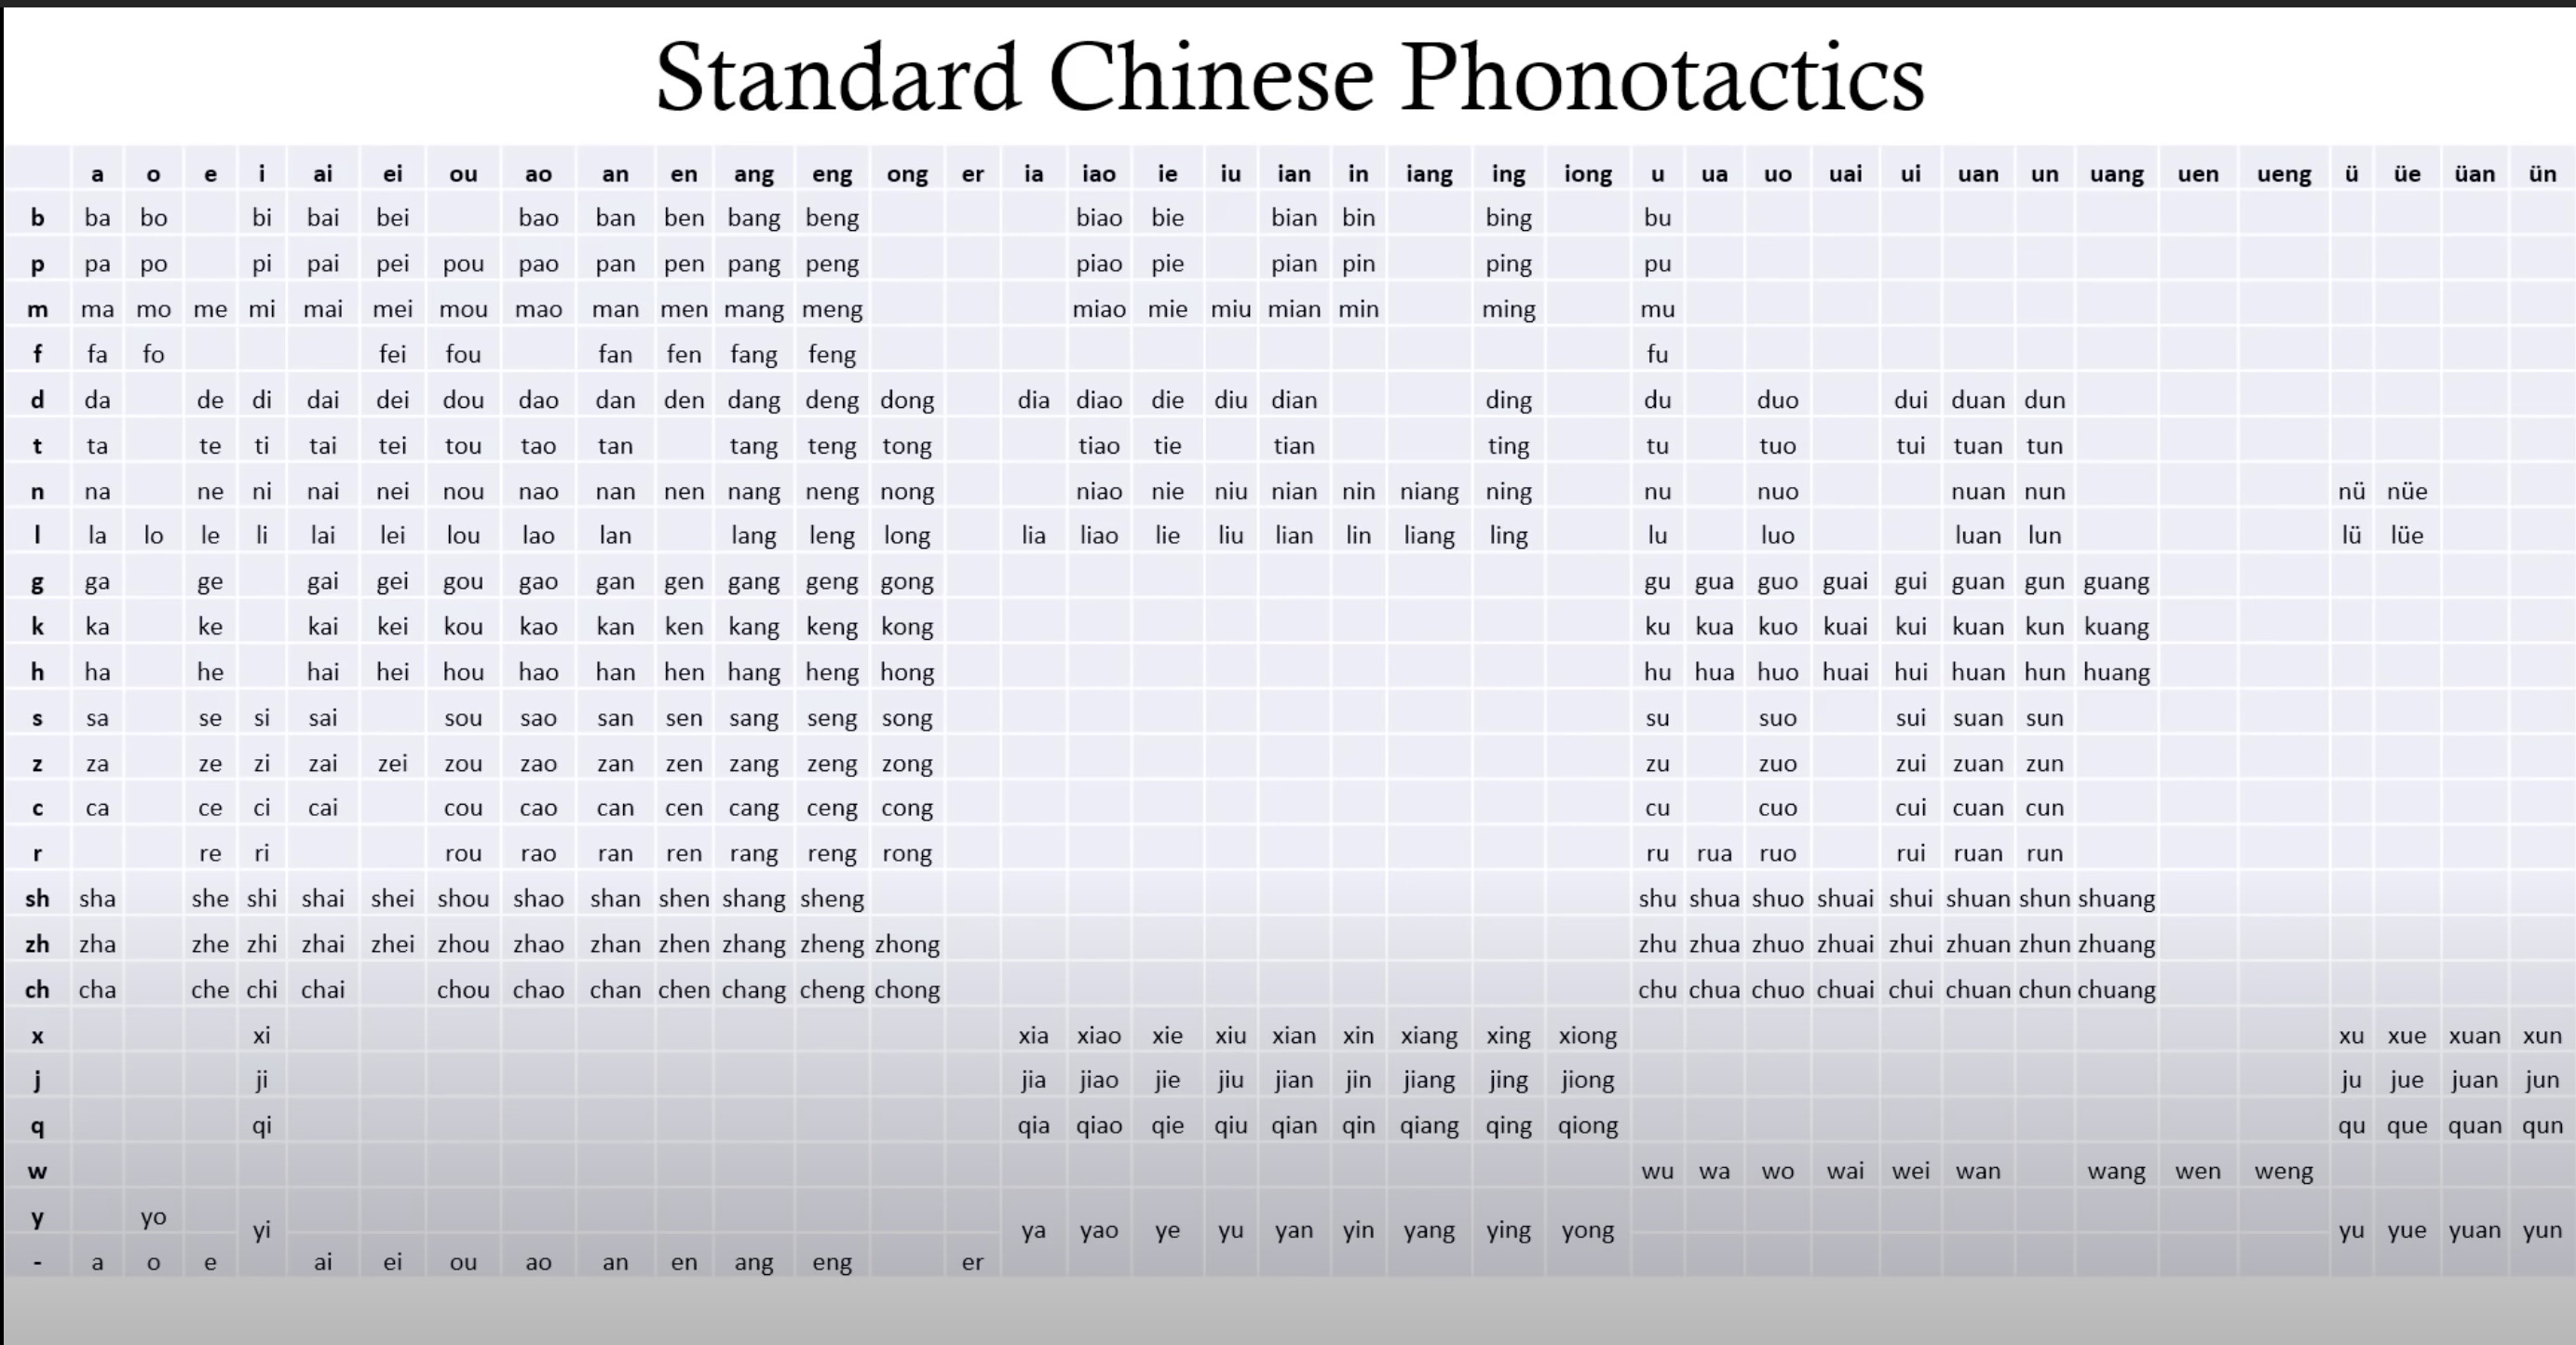 Standard Chinese Phonotactics
a o e i ai ei ou ao an en ang eng ong er ia iao ie iu ian in iang ing iong u ua uo uai ui uan un uang uen ueng ü üe üan ün
b ba bo bi bai bei bao ban ben bang beng biao bie bian bin bing bu
p pa po pi pai pei pou pao pan pen pang peng piao pie pian pin ping pu
m ma mo me mi mai mei mou mao man men mang meng miao mie miu mian min ming mu
f fa fo fei fou fan fen fang feng fu
d da de di dai dei dou dao dan den dang deng dong dia diao die diu dian ding du duo dui duan dun
t ta te ti tai tei tou tao tan tang teng tong tiao tie tian ting tu tuo tui tuan tun
n na ne ni nai nei nou nao nan nen nang neng nong niao nie niu nian nin niang ning nu nuo nuan nun nü nüe
l la lo le li lai lei lou lao lan lang leng long lia liao lie liu lian lin liang ling lu luo luan lun lü lüe
g ga ge gai gei gou gao gan gen gang geng gong gu gua guo guai gui guan gun guang
k ka ke kai kei kou kao kan ken kang keng kong ku kua kuo kuai kui kuan kun kuang
h ha he hai hei hou hao han hen hang heng hong hu hua huo huai hui huan hun huang
s sa se si sai sou sao san sen sang seng song su suo sui suan sun
z za ze zi zai zei zou zao zan zen zang zeng zong zu zuo zui zuan zun
c ca ce ci cai cou cao can cen cang ceng cong cu cuo cui cuan cun
r re ri rou rao ran ren rang reng rong ru rua ruo rui ruan run
sh sha she shi shai shei shou shao shan shen shang sheng shu shua shuo shuai shui shuan shun shuang
zh zha zhe zhi zhai zhei zhou zhao zhan zhen zhang zheng zhong zhu zhua zhuo zhuai zhui zhuan zhun zhuang
ch cha che chi chai chou chao chan chen chang cheng chong chu chua chuo chuai chui chuan chun chuang
x xi xia xiao xie xiu xian xin xiang xing xiong xu xue xuan xun
j ji jia jiao jie jiu jian jin jiang jing jiong ju jue juan jun
q qi qia qiao qie qiu qian qin qiang qing qiong qu que quan qun
w wu wa wo wai wei wan wang wen weng
y yo yi ya yao ye yu yan yin yang ying yong yu yue yuan yun
- a o e ai ei ou ao an en ang eng er